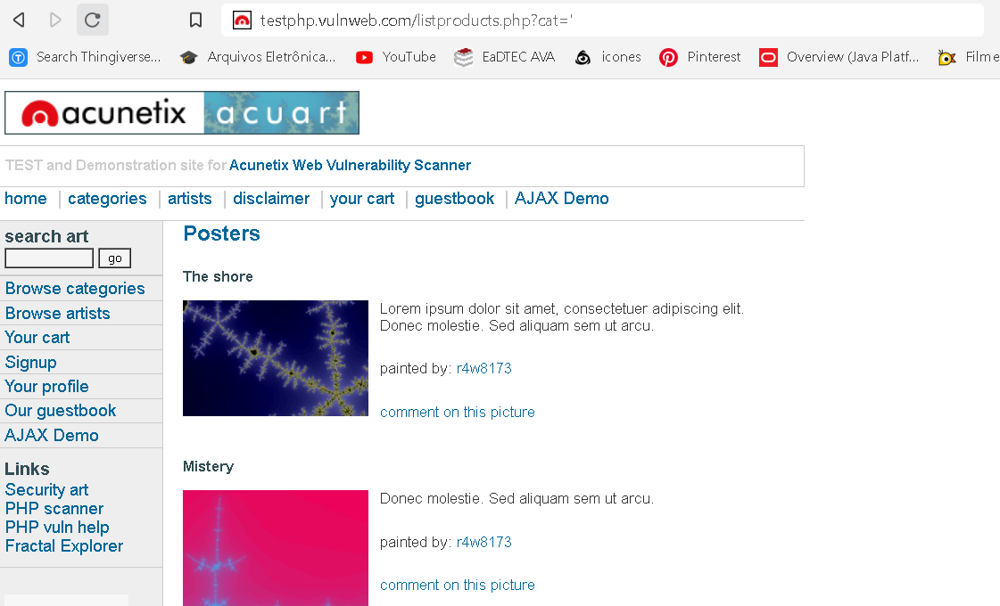 testphp.vulnweb.com/listproducts.php?cat='
Search Thingiverse... Arquivos Eletrônica... YouTube EaDTEC AVA icones Pinterest Overview (Java Platf... Filme
acunetix acuart
TEST and Demonstration site for Acunetix Web Vulnerability Scanner
home | categories | artists | disclaimer | your cart | guestbook | AJAX Demo
search art
go
Browse categories
Browse artists
Your cart
Signup
Your profile
Our guestbook
AJAX Demo
Links
Security art
PHP scanner
PHP vuln help
Fractal Explorer
Posters
The shore
Lorem ipsum dolor sit amet, consectetuer adipiscing elit.
Donec molestie. Sed aliquam sem ut arcu.
painted by: r4w8173
comment on this picture
Mistery
Donec molestie. Sed aliquam sem ut arcu.
painted by: r4w8173
comment on this picture